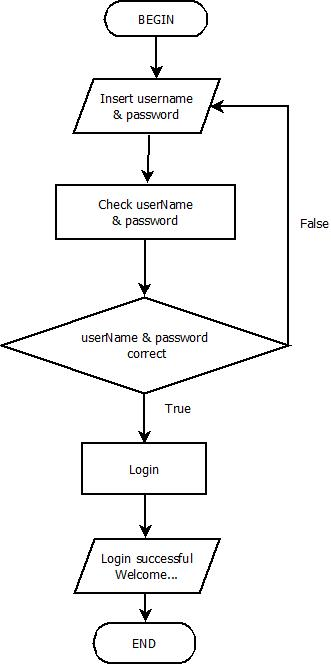 BEGIN
Insert username
& password
Check userName
& password
False
userName & password
correct
True
Login
Login successful
Welcome...
END